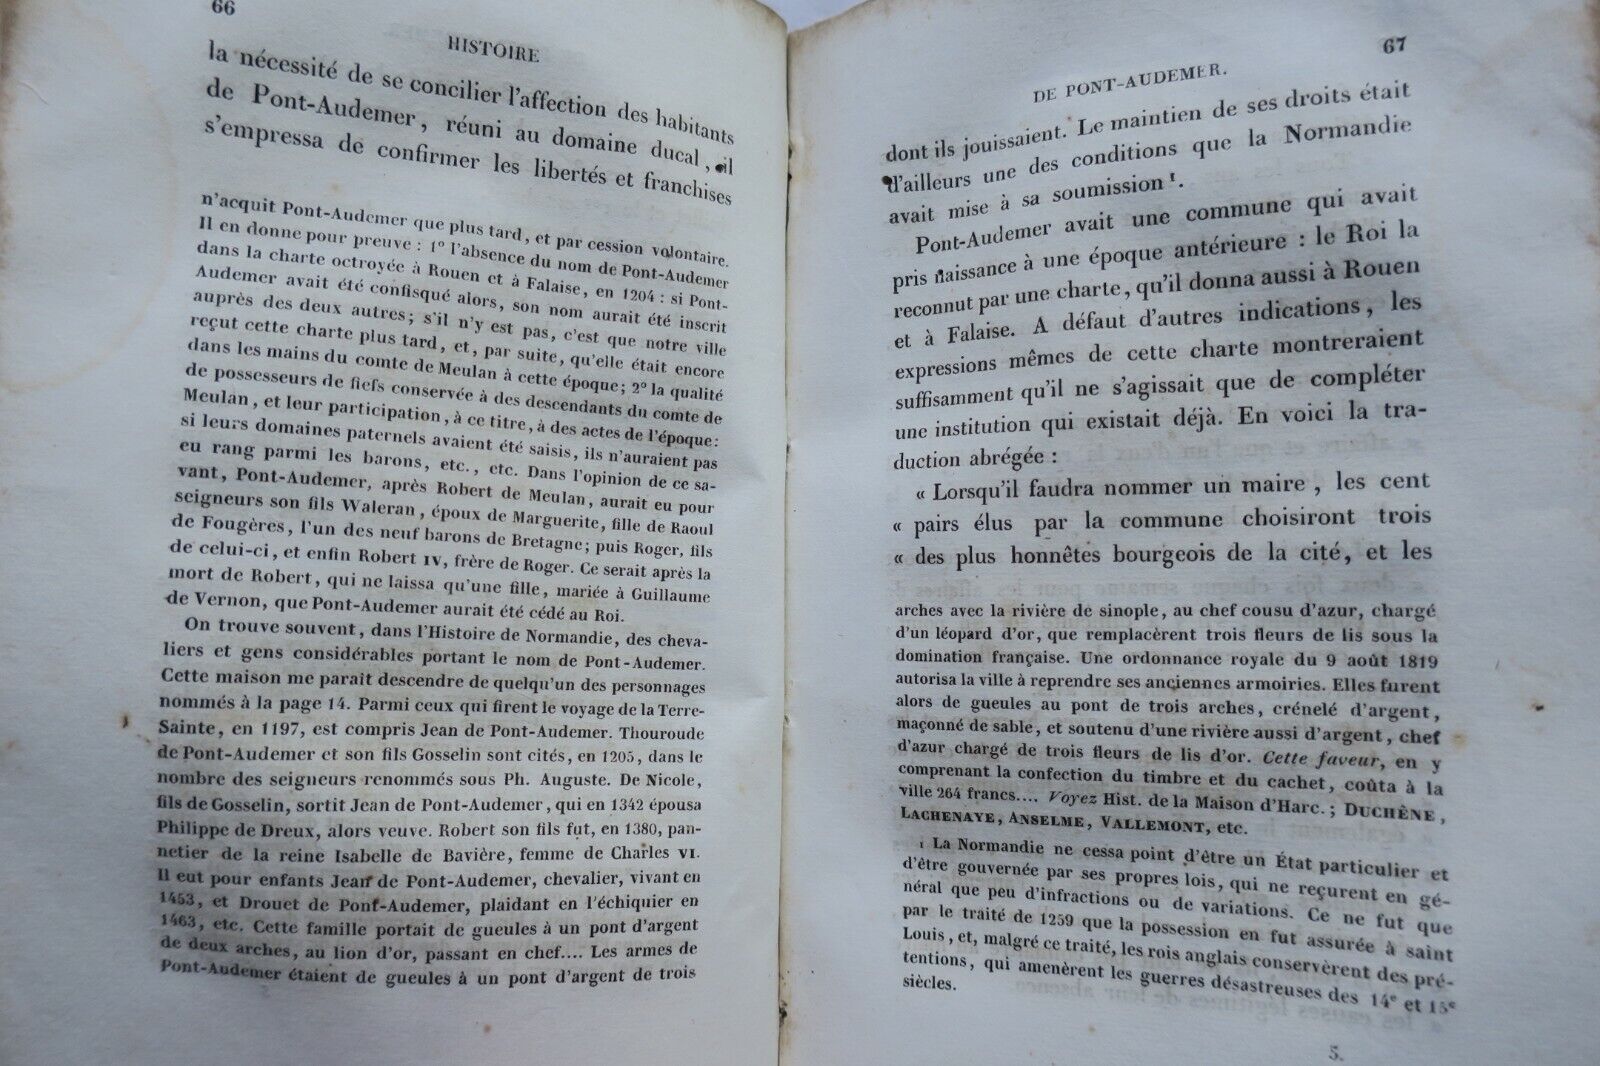 66
HISTOIRE
la nécessité de se concilier l'affection des habitants
de Pont-Audemer, réuni au domaine ducal, il
s'empressa de confirmer les libertés et franchises
n'acquit Pont-Audemer que plus tard, et par cession volontaire.
Il en donne pour preuve : 1° l'absence du nom de Pont-Audemer
dans la charte octroyée à Rouen et à Falaise, en 1204 : si Pont-
Audemer avait été confisqué alors, son nom aurait été inscrit
auprès des deux autres; s'il n'y est pas, c'est que notre ville
reçut cette charte plus tard, et, par suite, qu'elle était encore
dans les mains du comte de Meulan à cette époque; 2° la qualité
de possesseurs de fiefs conservée à des descendants du comte de
Meulan, et leur participation, à ce titre, à des actes de l'époque:
si leurs domaines paternels avaient été saisis, ils n'auraient pas
eu rang parmi les barons, etc., etc. Dans l'opinion de ce sa-
vant, Pont-Audemer, après Robert de Meulan, aurait eu pour
seigneurs son fils Waleran, époux de Marguerite, fille de Raoul
de Fougères, l'un des neuf barons de Bretagne; puis Roger, fils
de celui-ci, et enfin Robert IV, frère de Roger. Ce serait après la
mort de Robert, qui ne laissa qu'une fille, mariée à Guillaume
de Vernon, que Pont-Audemer aurait été cédé au Roi.
On trouve souvent, dans l'Histoire de Normandie, des cheva-
liers et gens considérables portant le nom de Pont-Audemer.
Cette maison me paraît descendre de quelqu'un des personnages
nommés à la page 14. Parmi ceux qui firent le voyage de la Terre-
Sainte, en 1197, est compris Jean de Pont-Audemer. Thouroude
de Pont-Audemer et son fils Gosselin sont cités, en 1205, dans le
nombre des seigneurs renommés sous Ph. Auguste. De Nicole,
fils de Gosselin, sortit Jean de Pont-Audemer, qui en 1342 épousa
Philippe de Dreux, alors veuve. Robert son fils fut, en 1380, pan-
netier de la reine Isabelle de Bavière, femme de Charles VI.
Il eut pour enfants Jean de Pont-Audemer, chevalier, vivant en
1453, et Drouet de Pont-Audemer, plaidant en l'échiquier en
1463, etc. Cette famille portait de gueules à un pont d'argent
de deux arches, au lion d'or, passant en chef.... Les armes de
Pont-Audemer étaient de gueules à un pont d'argent de trois
67
DE PONT-AUDEMER.
dont ils jouissaient. Le maintien de ses droits était
d'ailleurs une des conditions que la Normandie
avait mise à sa soumission 1.
Pont-Audemer avait une commune qui avait
pris naissance à une époque antérieure : le Roi la
reconnut par une charte, qu'il donna aussi à Rouen
et à Falaise. A défaut d'autres indications, les
expressions mêmes de cette charte montreraient
suffisamment qu'il ne s'agissait que de compléter
une institution qui existait déjà. En voici la tra-
duction abrégée :
« Lorsqu'il faudra nommer un maire, les cent
« pairs élus par la commune choisiront trois
« des plus honnêtes bourgeois de la cité, et les
arches avec la rivière de sinople, au chef cousu d'azur, chargé
d'un léopard d'or, que remplacèrent trois fleurs de lis sous la
domination française. Une ordonnance royale du 9 août 1819
autorisa la ville à reprendre ses anciennes armoiries. Elles furent
alors de gueules au pont de trois arches, crénelé d'argent,
maçonné de sable, et soutenu d'une rivière aussi d'argent, chef
d'azur chargé de trois fleurs de lis d'or. Cette faveur, en y
comprenant la confection du timbre et du cachet, coûta à la
ville 264 francs.... Voyez Hist. de la Maison d'Harc.; DUCHÊNE,
LACHENAYE, ANSELME, VALLEMONT, etc.
1 La Normandie ne cessa point d'être un État particulier et
d'être gouvernée par ses propres lois, qui ne reçurent en gé-
néral que peu d'infractions ou de variations. Ce ne fut que
par le traité de 1259 que la possession en fut assurée à saint
Louis, et, malgré ce traité, les rois anglais conservèrent des pré-
tentions, qui amenèrent les guerres désastreuses des 14e et 15e
siècles.
5.